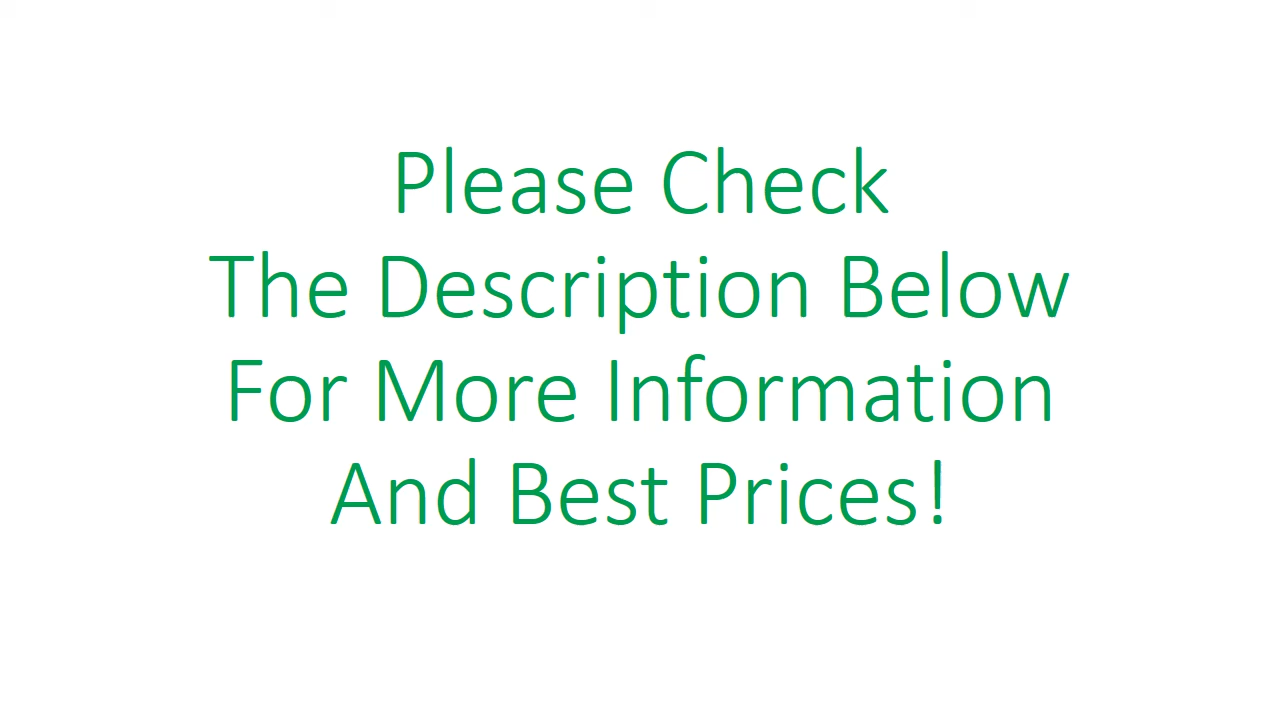 Please Check
The Description Below
For More Information
And Best Prices!